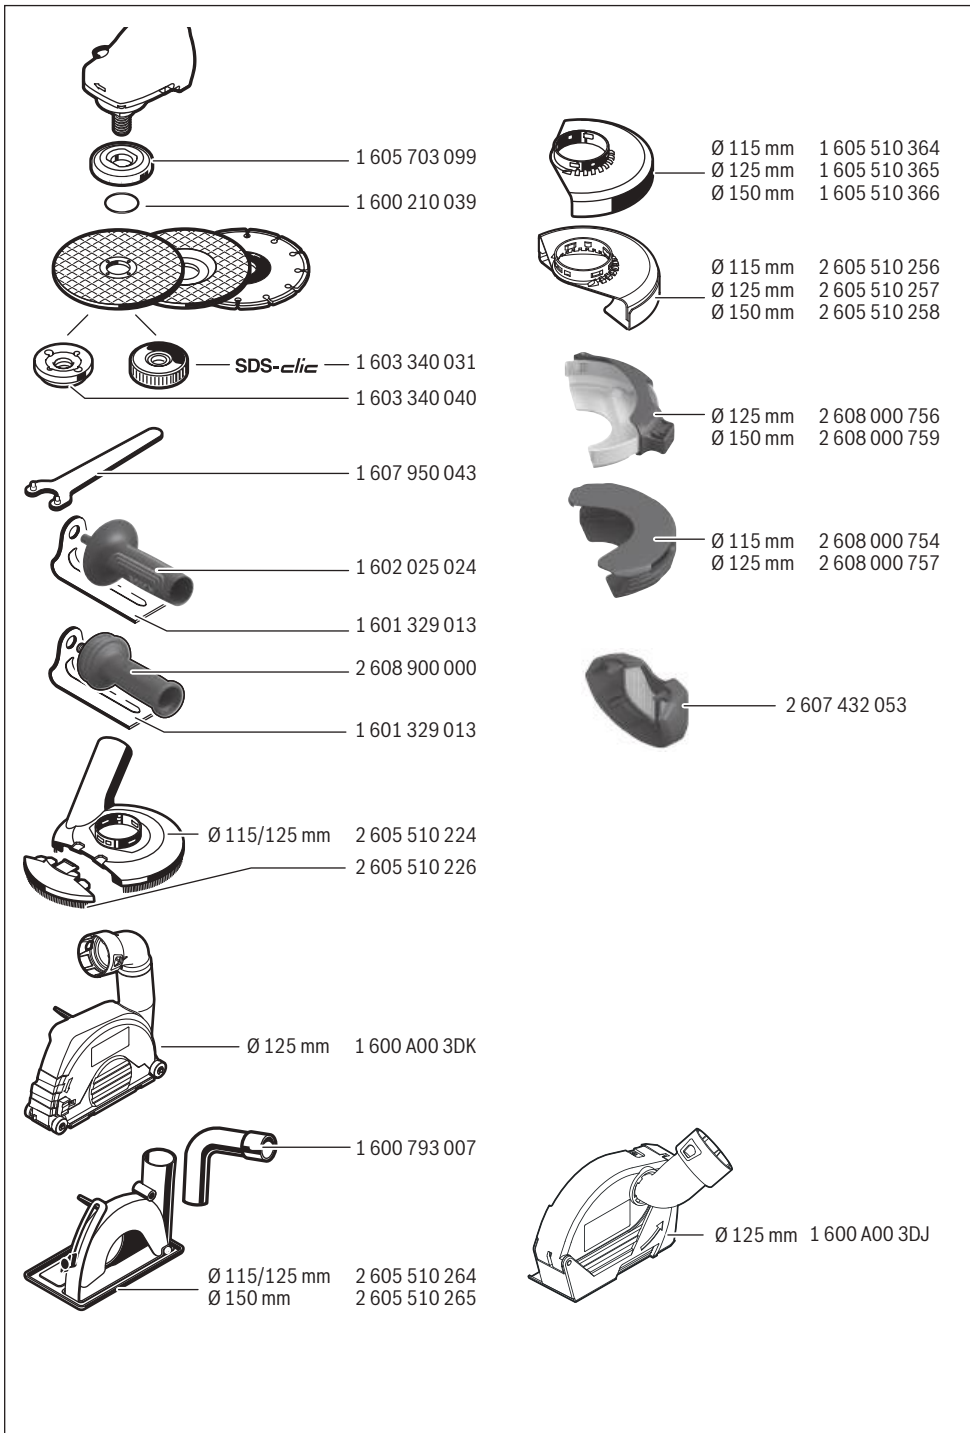 1 605 703 099
1 600 210 039
SDS-clic 1 603 340 031
1 603 340 040
1 607 950 043
1 602 025 024
1 601 329 013
2 608 900 000
1 601 329 013
Ø 115/125 mm 2 605 510 224
2 605 510 226
Ø 125 mm 1 600 A00 3DK
1 600 793 007
Ø 115/125 mm 2 605 510 264
Ø 150 mm 2 605 510 265
Ø 115 mm 1 605 510 364
Ø 125 mm 1 605 510 365
Ø 150 mm 1 605 510 366
Ø 115 mm 2 605 510 256
Ø 125 mm 2 605 510 257
Ø 150 mm 2 605 510 258
Ø 125 mm 2 608 000 756
Ø 150 mm 2 608 000 759
Ø 115 mm 2 608 000 754
Ø 125 mm 2 608 000 757
2 607 432 053
Ø 125 mm 1 600 A00 3DJ